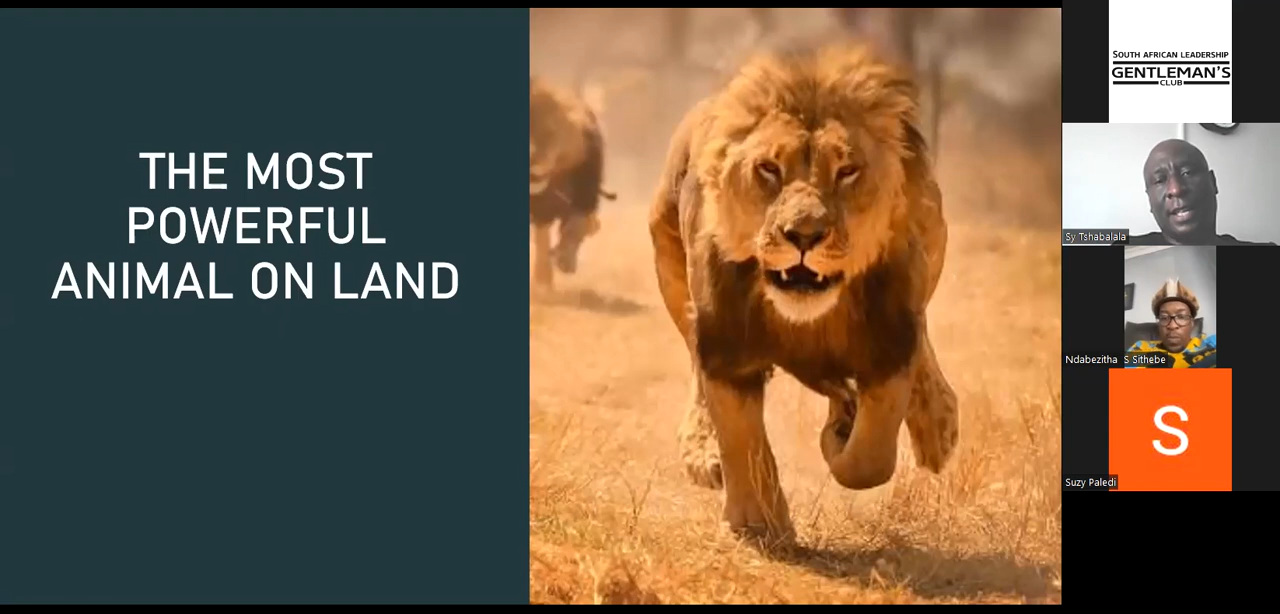 THE MOST
POWERFUL
ANIMAL ON LAND
SOUTH AFRICAN LEADERSHIP
GENTLEMAN'S
CLUB
Sy Tshabalala
Ndabezitha S Sithebe
S
Suzy Paledi